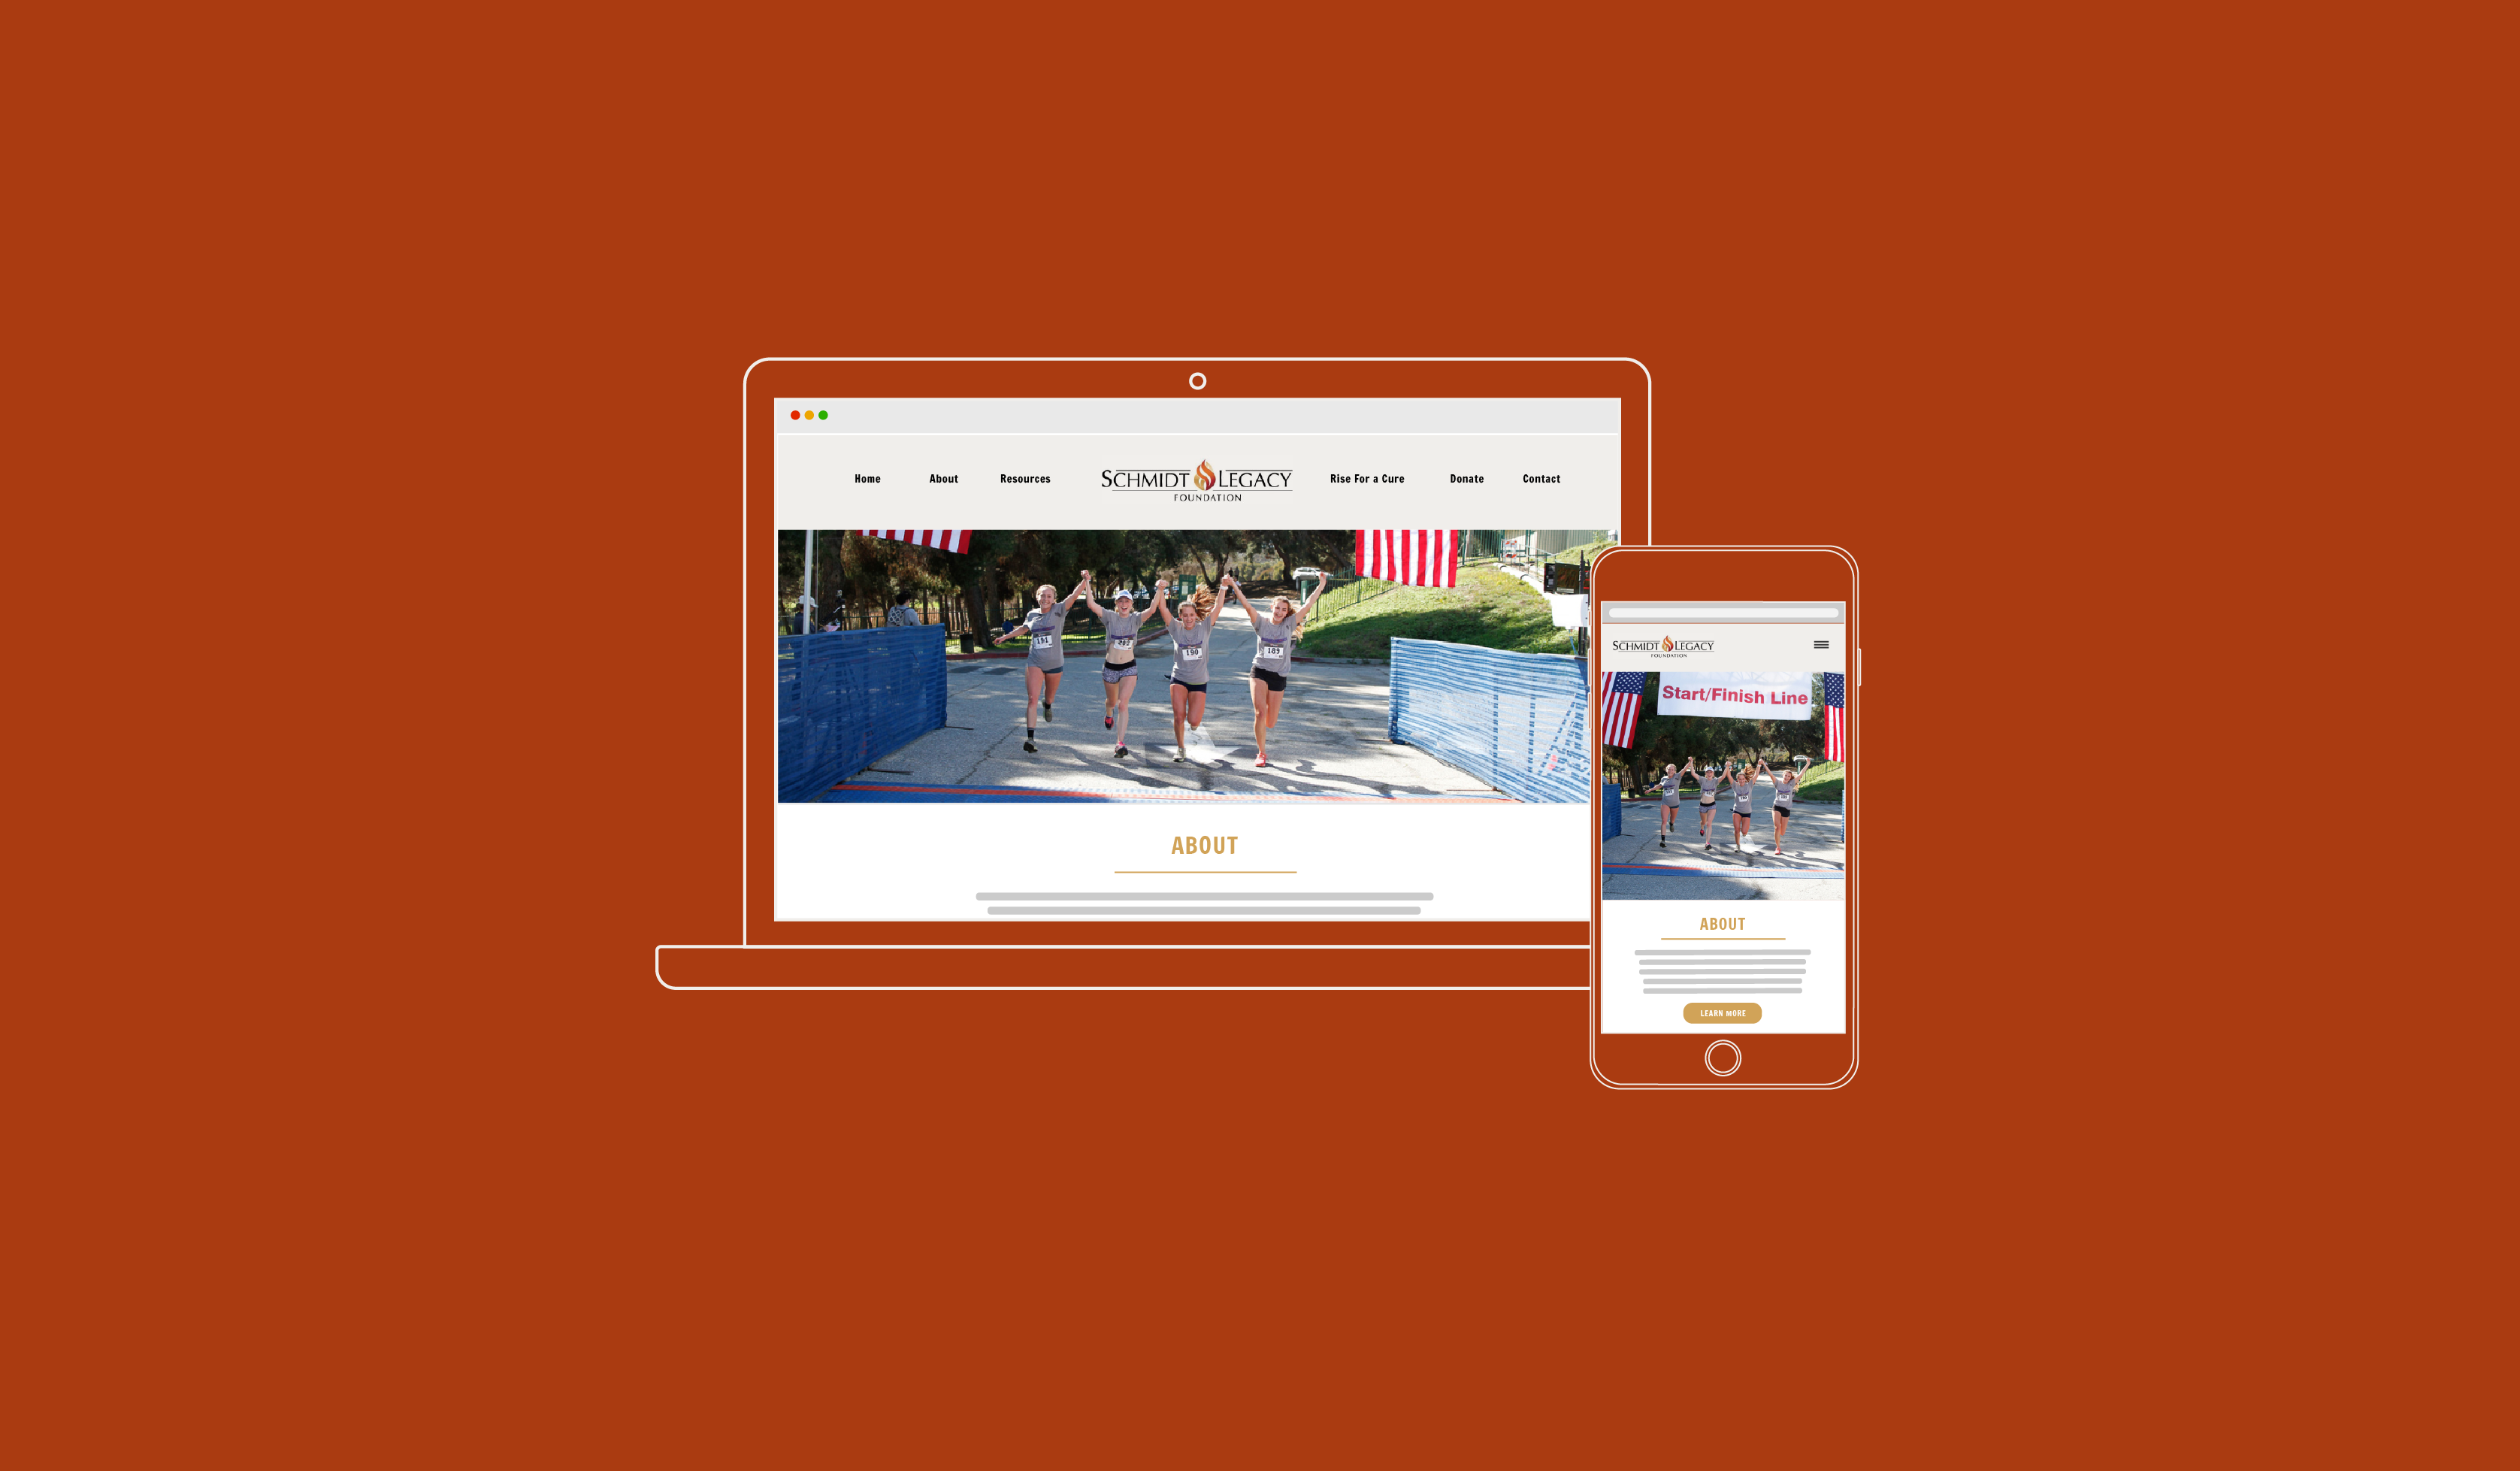 Home About Resources SCHMIDT LEGACY Rise For a Cure Donate Contact
FOUNDATION
191 202 190 189
ABOUT
SCHMIDT LEGACY
FOUNDATION
Start/Finish Line
ABOUT
LEARN MORE